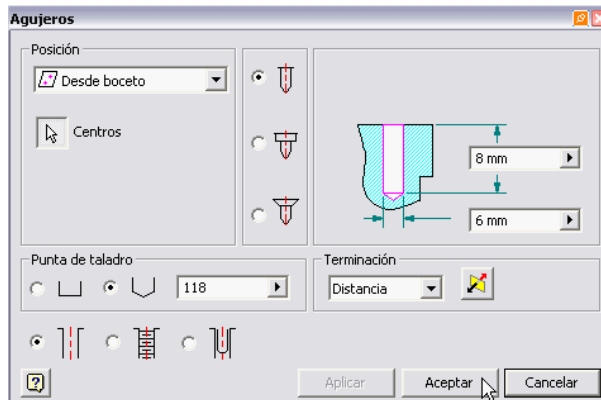 Agujeros
Posición
Desde boceto
Centros
8 mm
6 mm
Punta de taladro
118
Terminación
Distancia
?
Aplicar
Aceptar
Cancelar